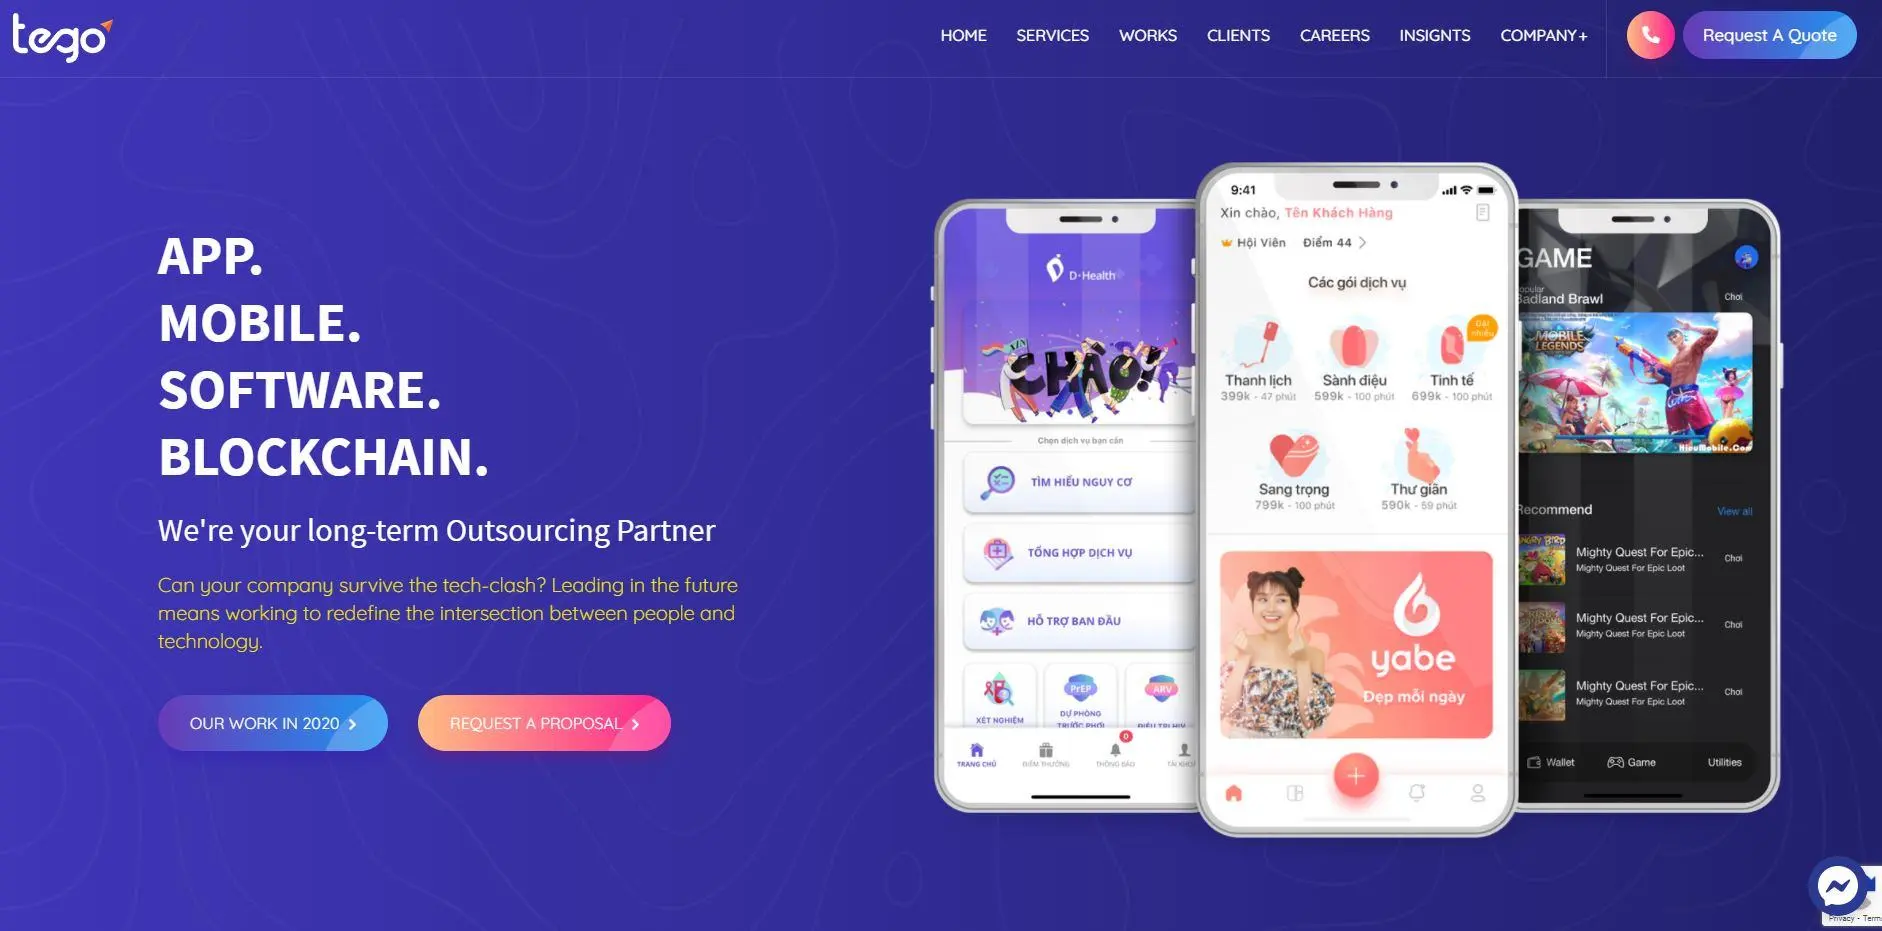 tego
HOME
SERVICES
WORKS
CLIENTS
CAREERS
INSIGNTS
COMPANY+
Request A Quote
APP.
MOBILE.
SOFTWARE.
BLOCKCHAIN.
We're your long-term Outsourcing Partner
Can your company survive the tech-clash? Leading in the future
means working to redefine the intersection between people and
technology.
OUR WORK IN 2020
REQUEST A PROPOSAL
D·Health
XIN
CHÀO!
Chọn dịch vụ bạn cần
TÌM HIỂU NGUY CƠ
TỔNG HỢP DỊCH VỤ
HỖ TRỢ BAN ĐẦU
XÉT NGHIỆM
PrEP
DỰ PHÒNG
TRƯỚC PHƠI
ARV
ĐIỀU TRỊ HIV
0
TRANG CHỦ
ĐIỂM THƯỞNG
THÔNG BÁO
TÀI KHOẢ
9:41
Xin chào, Tên Khách Hàng
Hội Viên
Điểm 44
Các gói dịch vụ
Đặt
nhiều
Thanh lịch
399k - 47 phút
Sành điệu
599k - 100 phút
Tinh tế
699k - 100 phút
Sang trọng
799k - 100 phút
Thư giãn
590k - 59 phút
yabe
Đẹp mỗi ngày
GAME
opular
Badland Brawl
Chơi
MOBILE
LEGENDS
HieuMobile.Com
Recommend
View all
ANGRY BIRD
Mighty Quest For Epic...
Mighty Quest For Epic Loot
Chơi
Mighty Quest For Epic...
Mighty Quest For Epic Loot
Chơi
Mighty Quest For Epic...
Mighty Quest For Epic Loot
Chơi
Wallet
Game
Utilities
Privacy - Terms